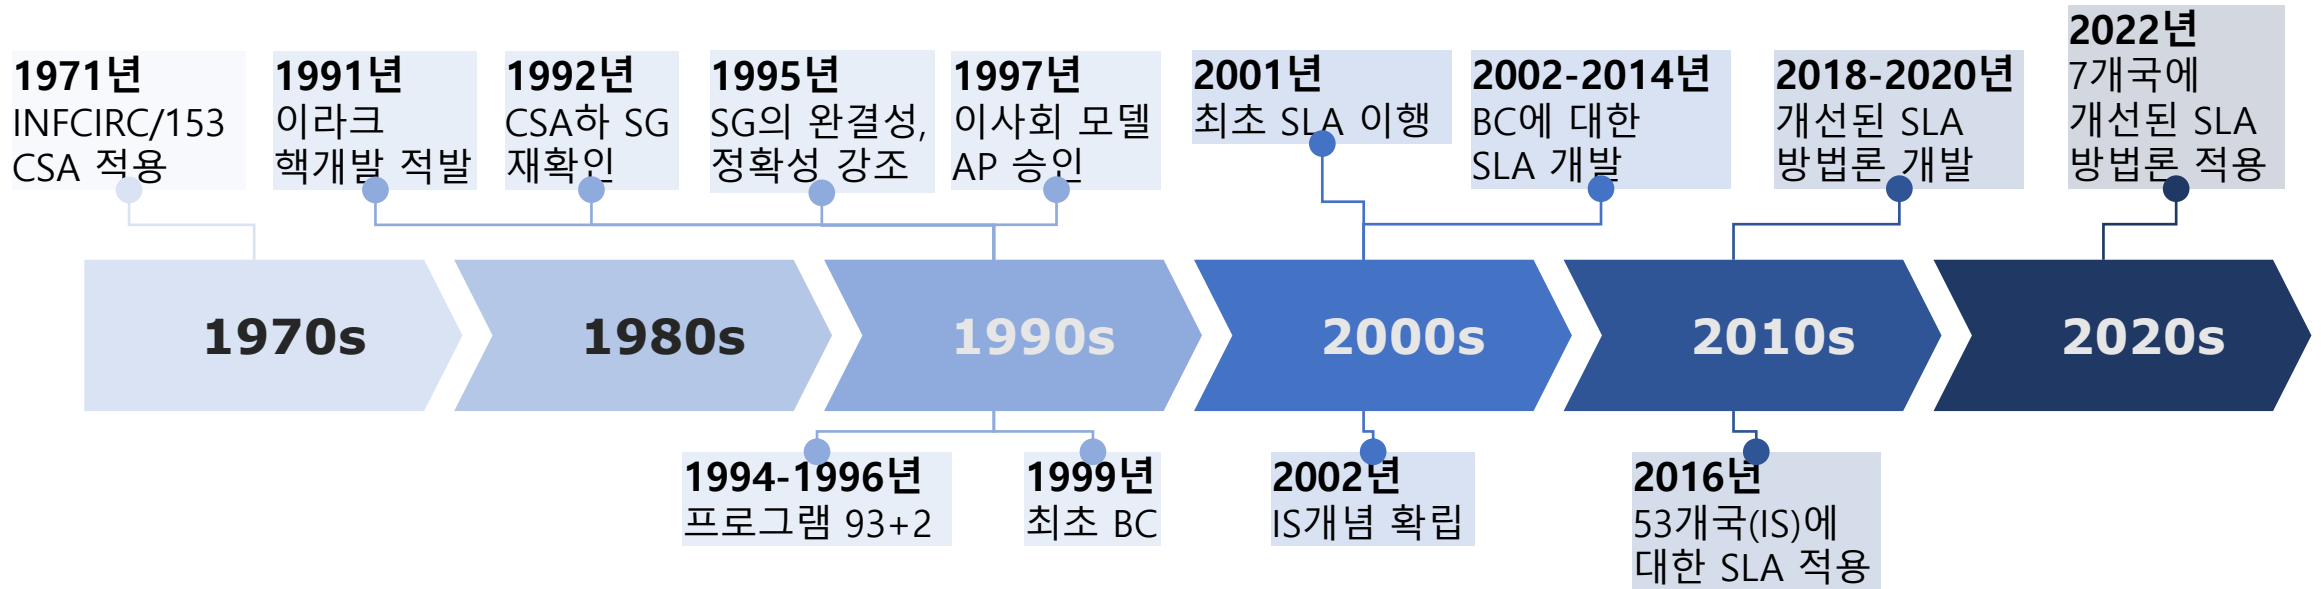 1971년
INFCIRC/153
CSA 적용
1991년
이라크
핵개발 적발
1992년
CSA하 SG
재확인
1995년
SG의 완결성,
정확성 강조
1997년
이사회 모델
AP 승인
2001년
최초 SLA 이행
2002-2014년
BC에 대한
SLA 개발
2018-2020년
개선된 SLA
방법론 개발
2022년
7개국에
개선된 SLA
방법론 적용
1970s
1980s
1990s
2000s
2010s
2020s
1994-1996년
프로그램 93+2
1999년
최초 BC
2002년
IS개념 확립
2016년
53개국(IS)에
대한 SLA 적용